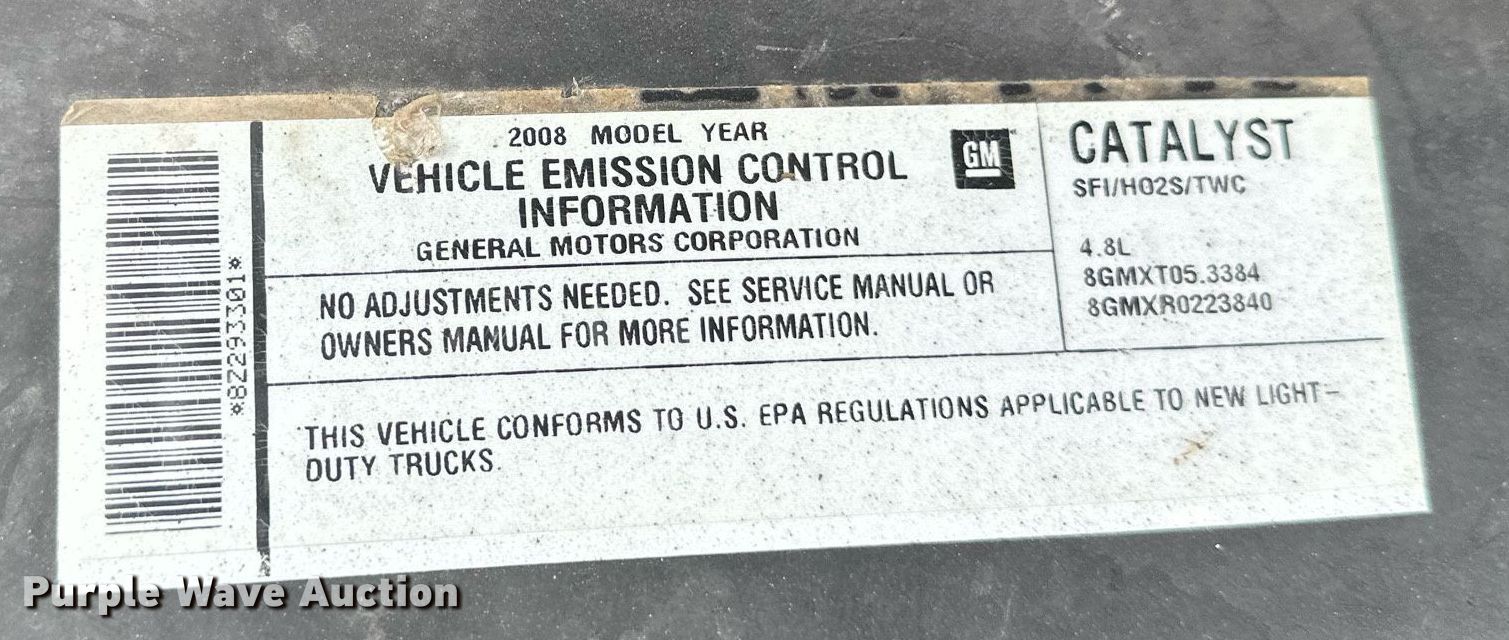 2008 MODEL YEAR
VEHICLE EMISSION CONTROL
INFORMATION
GENERAL MOTORS CORPORATION
GM
NO ADJUSTMENTS NEEDED. SEE SERVICE MANUAL OR
OWNERS MANUAL FOR MORE INFORMATION.
CATALYST
SFI/HO2S/TWC
4.8L
8GMXT05.3384
8GMXR0223840
THIS VEHICLE CONFORMS TO U.S. EPA REGULATIONS APPLICABLE TO NEW LIGHT-
DUTY TRUCKS.
*8Z293301*
Purple Wave Auction